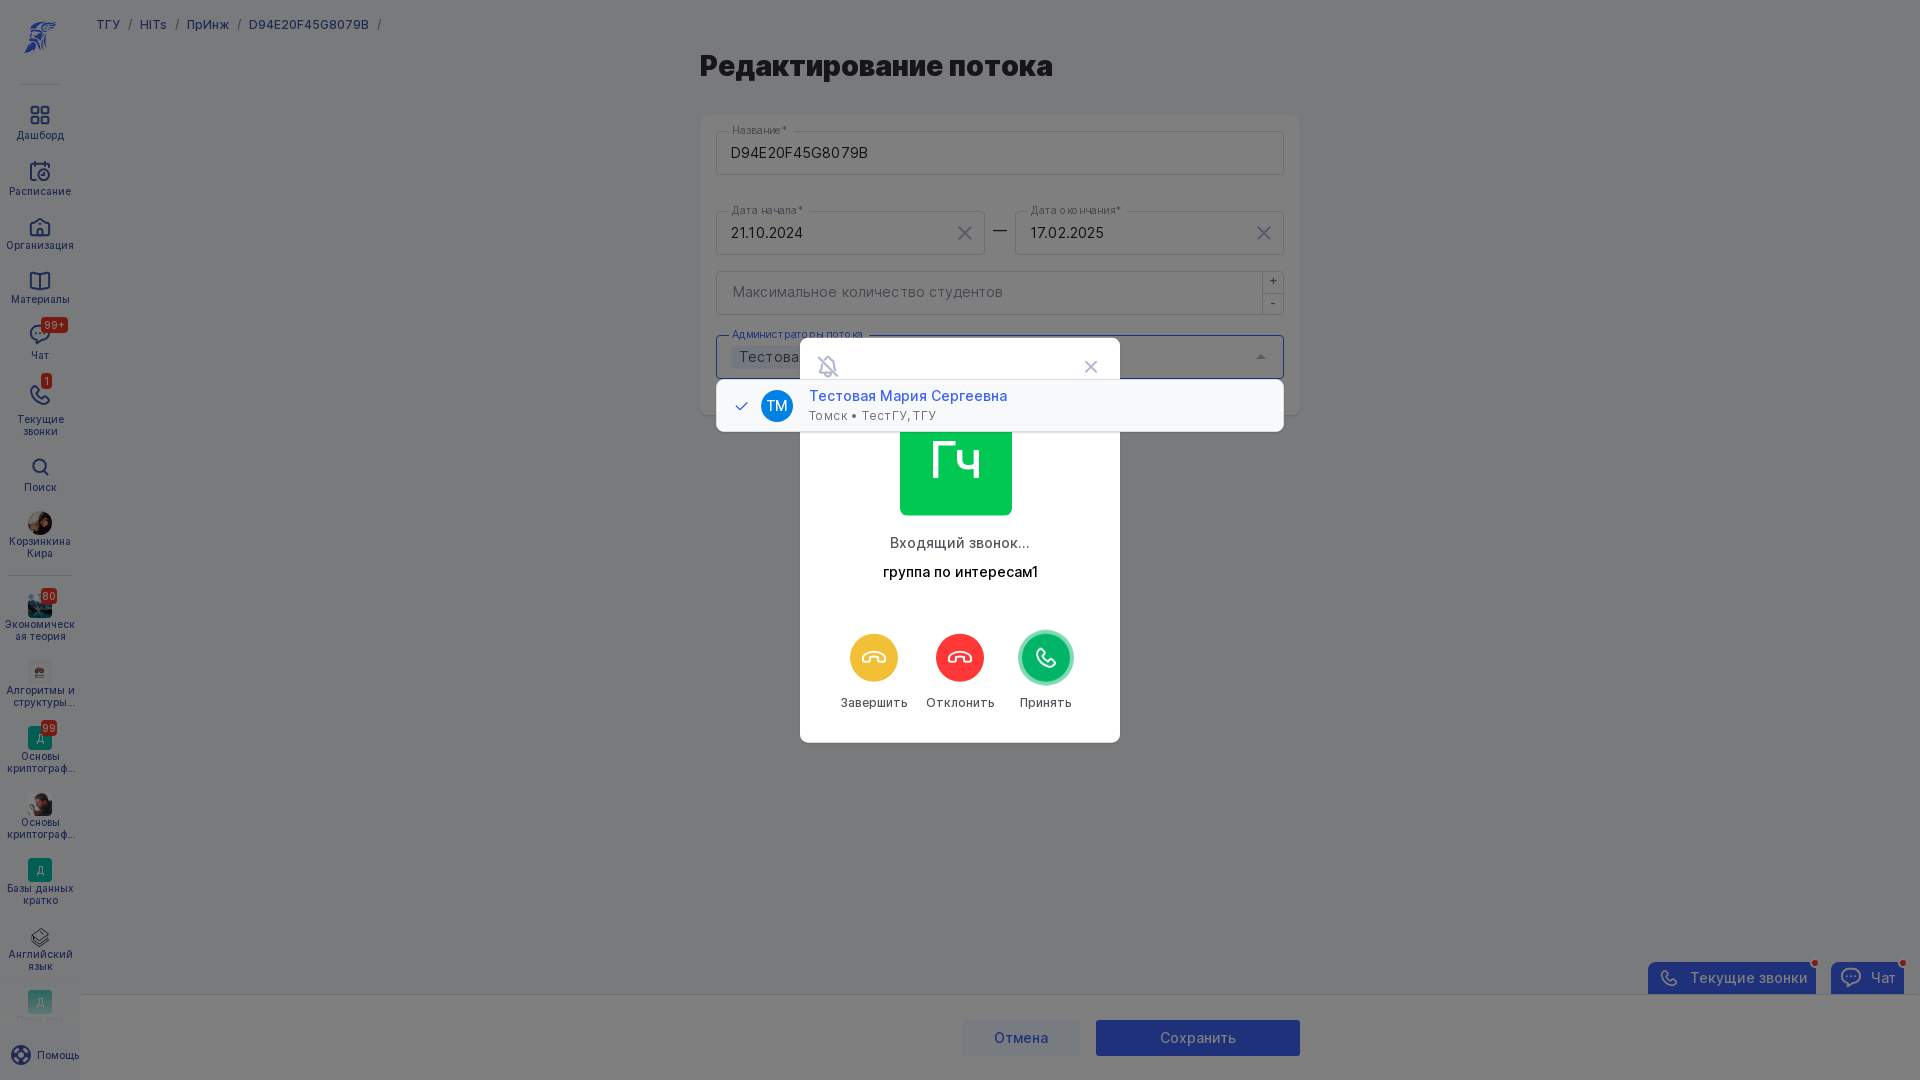 ТГУ / HITs / ПрИнж / D94E20F45G8079B /
Редактирование потока
Название*
D94E20F45G8079B
Дата начала*
21.10.2024
—
Дата окончания*
17.02.2025
Максимальное количество студентов
+
-
Администраторы потока
Тестовая
ТМ
Тестовая Мария Сергеевна
Томск • ТестГУ, ТГУ
Гч
Входящий звонок...
группа по интересам1
Завершить
Отклонить
Принять
Дашборд
Расписание
Организация
Материалы
99+
Чат
1
Текущие
звонки
Поиск
Корзинкина
Кира
80
Экономическ
ая теория
Алгоритмы и
структуры...
99
Д
Основы
криптограф...
Основы
криптограф...
Д
Базы данных
кратко
Английский
язык
Д
Помощь
Текущие звонки
Чат
Отмена
Сохранить